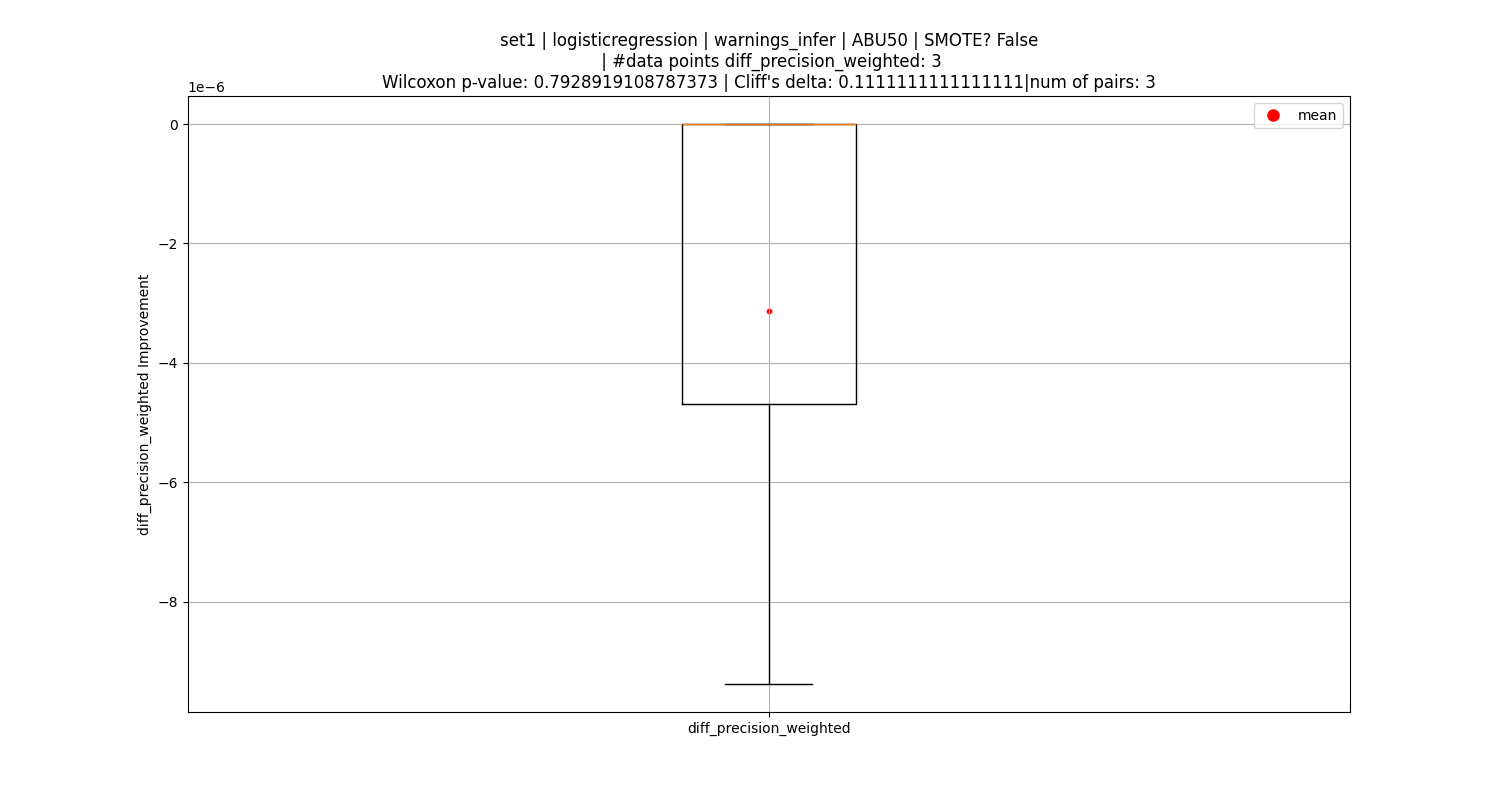 set1 | logisticregression | warnings_infer | ABU50 | SMOTE? False
| #data points diff_precision_weighted: 3
Wilcoxon p-value: 0.7928919108787373 | Cliff's delta: 0.1111111111111111|num of pairs: 3
1e−6
mean
0
−2
−4
−6
−8
diff_precision_weighted Improvement
diff_precision_weighted